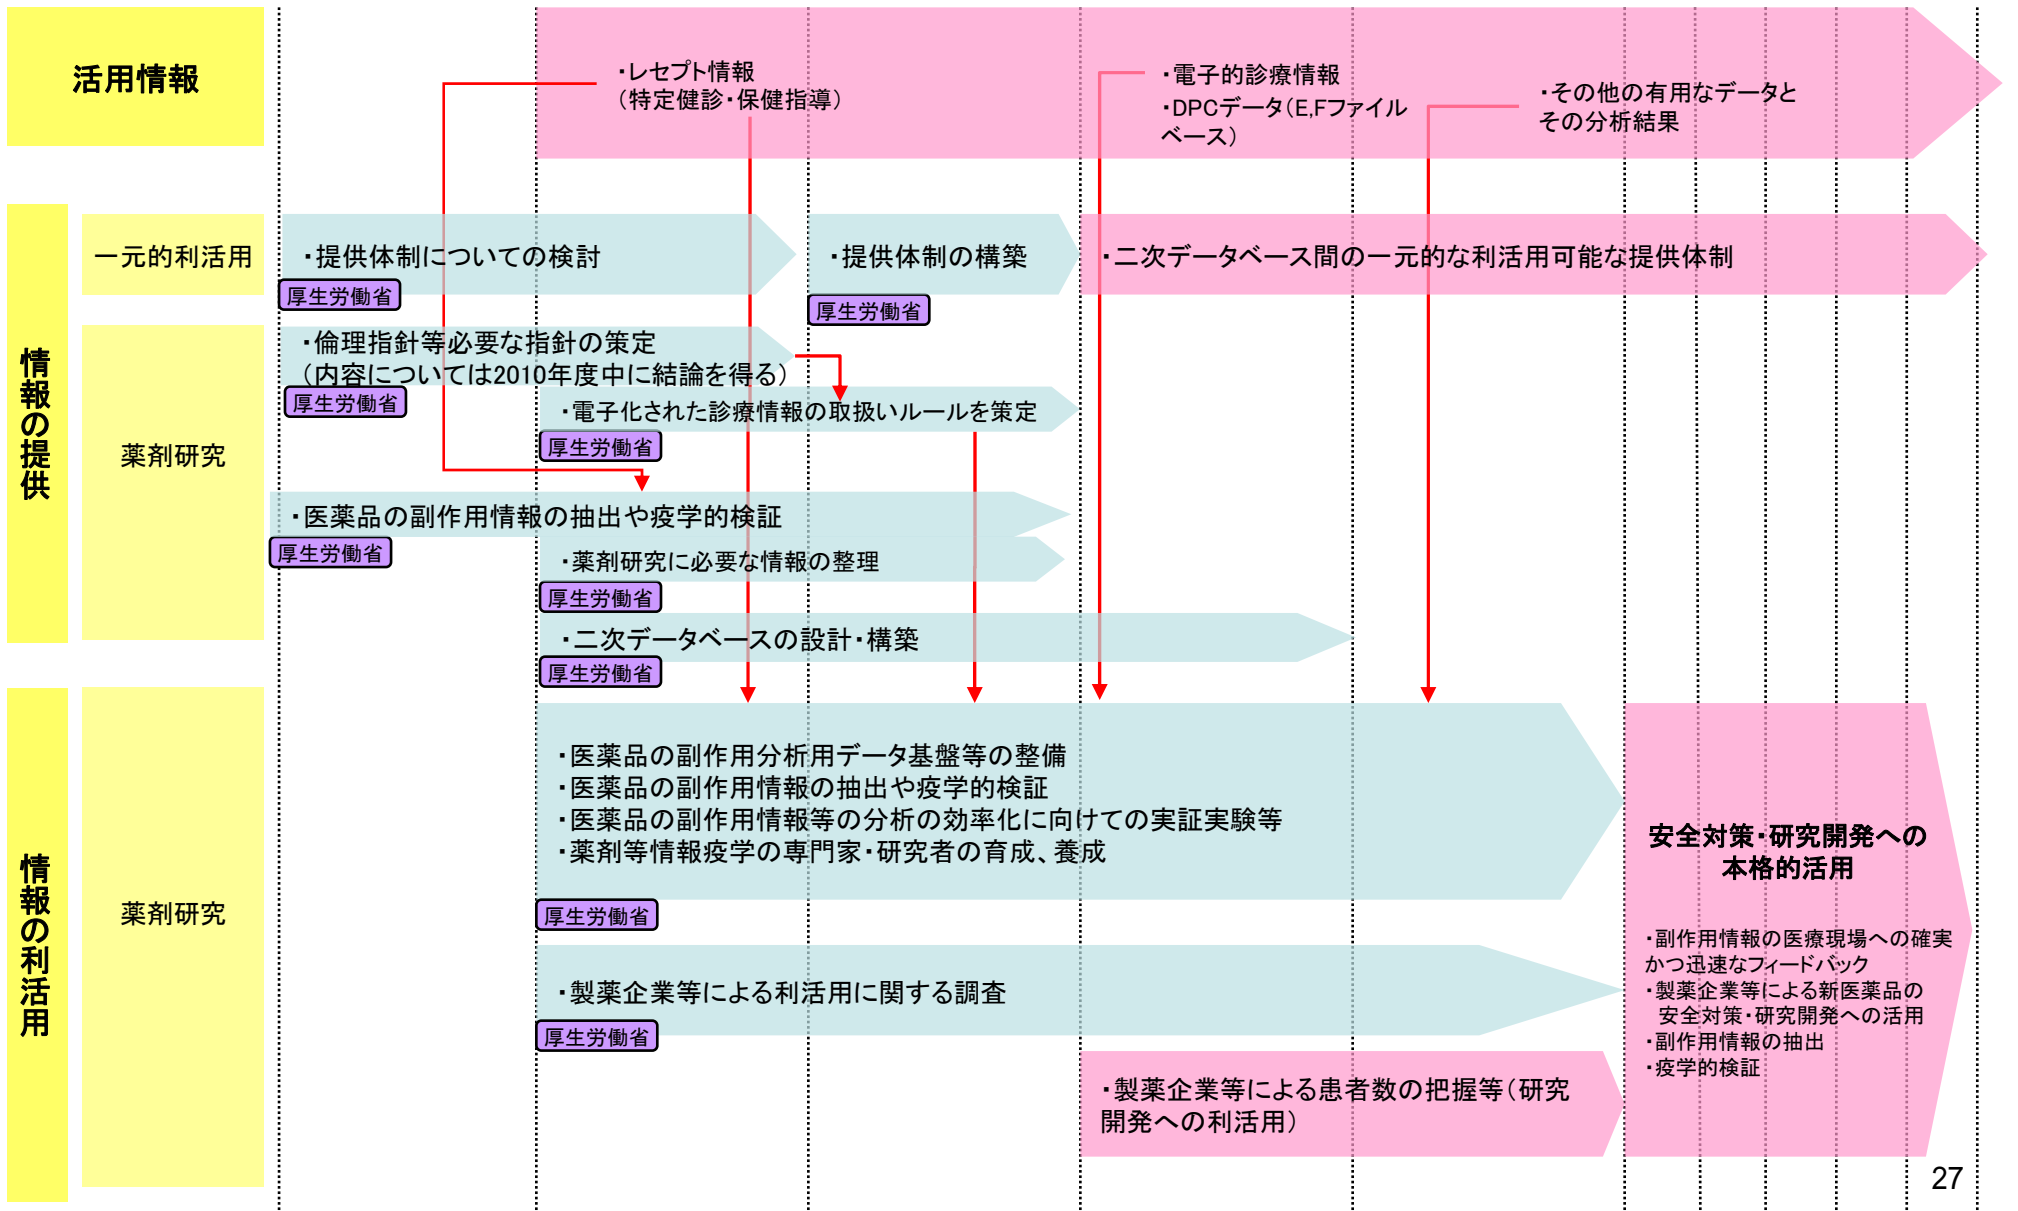 活用情報
・レセプト情報
（特定健診・保健指導）
・電子的診療情報
・DPCデータ（E,Fファイル
ベース）
・その他の有用なデータと
その分析結果
情報の提供
一元的利活用
・提供体制についての検討
厚生労働省
・提供体制の構築
厚生労働省
・二次データベース間の一元的な利活用可能な提供体制
薬剤研究
・倫理指針等必要な指針の策定
（内容については2010年度中に結論を得る）
厚生労働省
・電子化された診療情報の取扱いルールを策定
厚生労働省
・医薬品の副作用情報の抽出や疫学的検証
厚生労働省
・薬剤研究に必要な情報の整理
厚生労働省
・二次データベースの設計・構築
厚生労働省
情報の利活用
薬剤研究
・医薬品の副作用分析用データ基盤等の整備
・医薬品の副作用情報の抽出や疫学的検証
・医薬品の副作用情報等の分析の効率化に向けての実証実験等
・薬剤等情報疫学の専門家・研究者の育成、養成
厚生労働省
・製薬企業等による利活用に関する調査
厚生労働省
・製薬企業等による患者数の把握等（研究
開発への利活用）
安全対策・研究開発への
本格的活用
・副作用情報の医療現場への確実
かつ迅速なフィードバック
・製薬企業等による新医薬品の
安全対策・研究開発への活用
・副作用情報の抽出
・疫学的検証
27